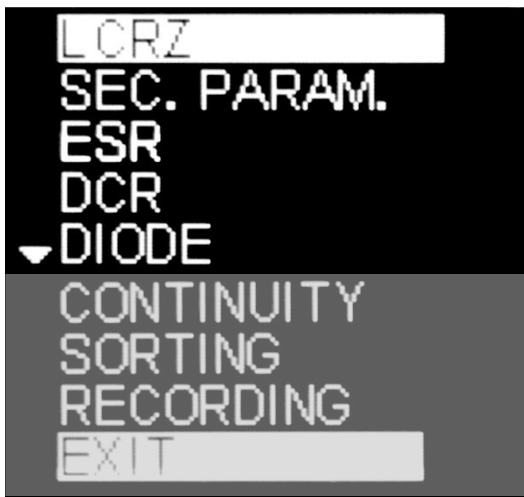 LCRZ
SEC. PARAM.
ESR
DCR
DIODE
CONTINUITY
SORTING
RECORDING
EXIT